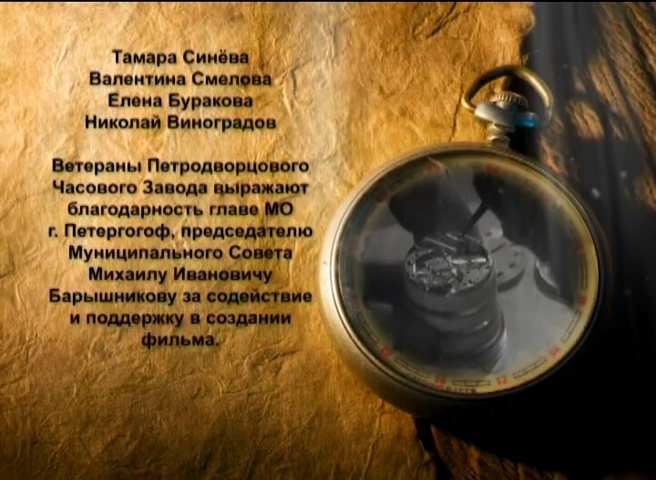 Тамара Синёва
Валентина Смелова
Елена Буракова
Николай Виноградов
Ветераны Петродворцового
Часового Завода выражают
благодарность главе МО
г. Петергогоф, председателю
Муниципального Совета
Михаилу Ивановичу
Барышникову за содействие
и поддержку в создании
фильма.